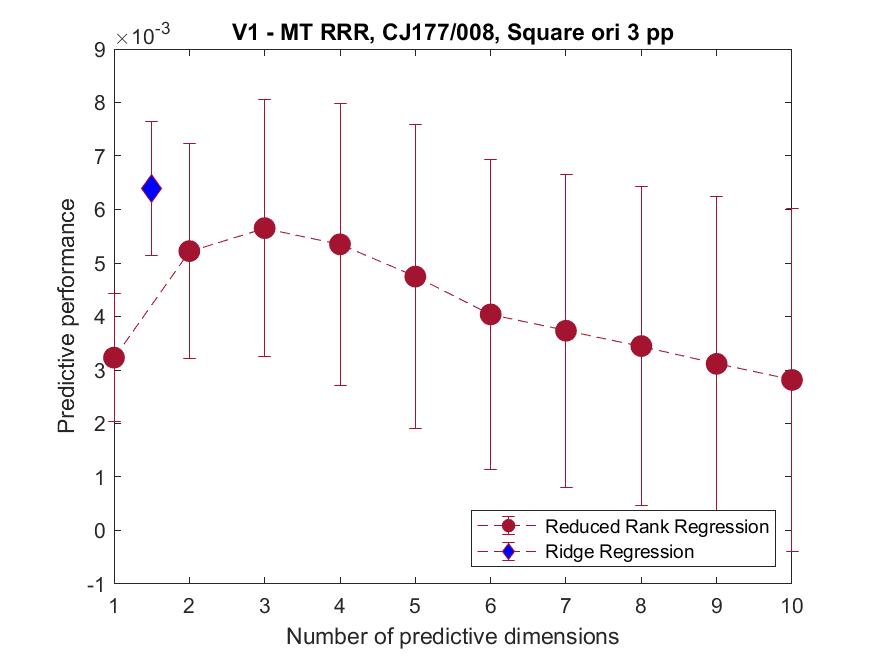 V1 - MT RRR, CJ177/008, Square ori 3 pp
×10-3
9
8
7
6
5
4
3
2
1
0
-1
Predictive performance
Reduced Rank Regression
Ridge Regression
1 2 3 4 5 6 7 8 9 10
Number of predictive dimensions